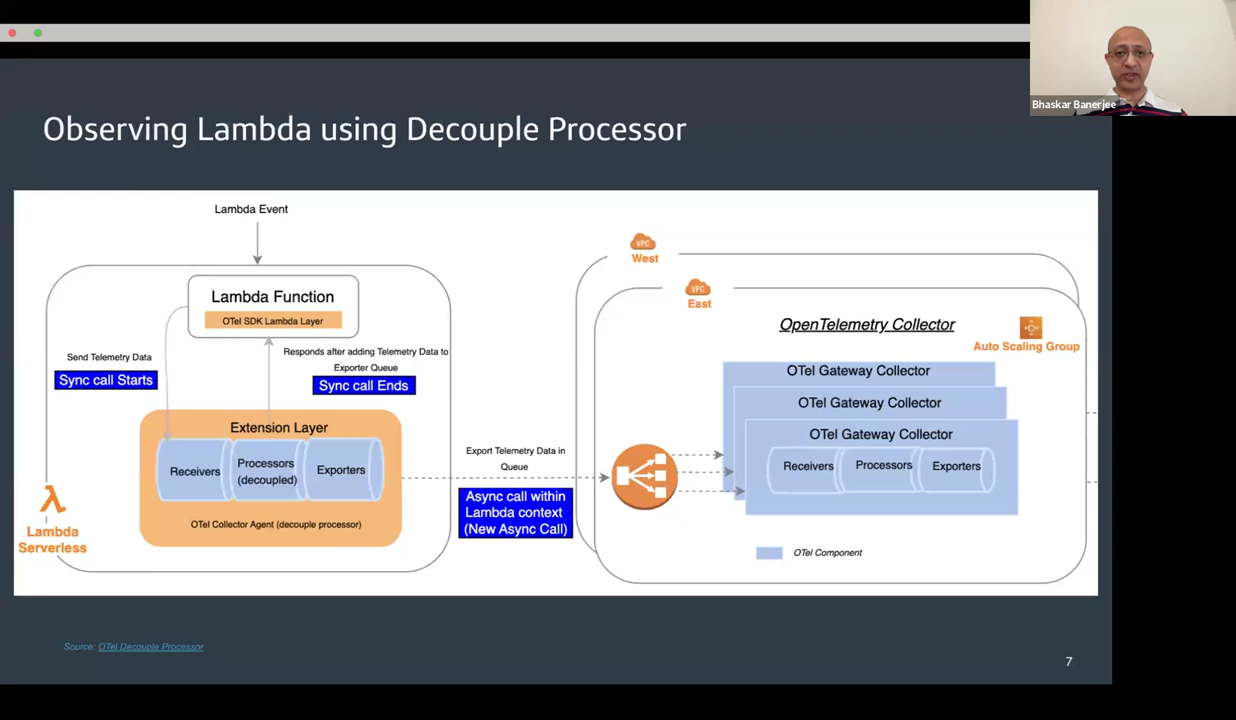 Bhaskar Banerjee
Observing Lambda using Decouple Processor
Lambda Event
Lambda Function
OTel SDK Lambda Layer
Send Telemetry Data
Sync call Starts
Responds after adding Telemetry Data to
Exporter Queue
Sync call Ends
Extension Layer
Receivers
Processors
(decoupled)
Exporters
OTel Collector Agent (decouple processor)
λ
Lambda
Serverless
Export Telemetry Data in
Queue
Async call within
Lambda context
(New Async Call)
VPC
West
VPC
East
OpenTelemetry Collector
Auto Scaling Group
OTel Gateway Collector
OTel Gateway Collector
OTel Gateway Collector
Receivers
Processors
Exporters
OTel Component
Source: OTel Decouple Processor
7